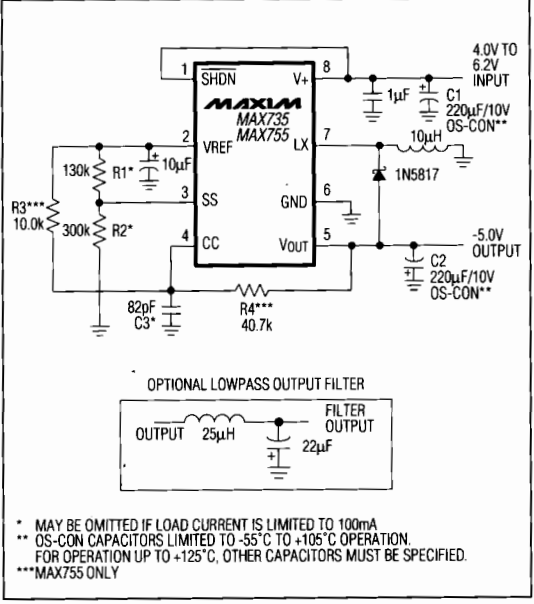 4.0V TO
6.2V
INPUT
1
8
SHDN
V+
1µF
C1
220µF/10V
OS-CON**
MAXIM
MAX735
MAX755
2
VREF
7
LX
10µH
130k
R1*
10µF
1N5817
3
SS
6
GND
R3***
10.0k
300k
R2*
4
CC
5
VOUT
-5.0V
OUTPUT
C2
220µF/10V
OS-CON**
82pF
C3*
R4***
40.7k
OPTIONAL LOWPASS OUTPUT FILTER
OUTPUT
25µH
FILTER
OUTPUT
22µF
* MAY BE OMITTED IF LOAD CURRENT IS LIMITED TO 100mA
** OS-CON CAPACITORS LIMITED TO -55°C TO +105°C OPERATION.
FOR OPERATION UP TO +125°C, OTHER CAPACITORS MUST BE SPECIFIED.
***MAX755 ONLY